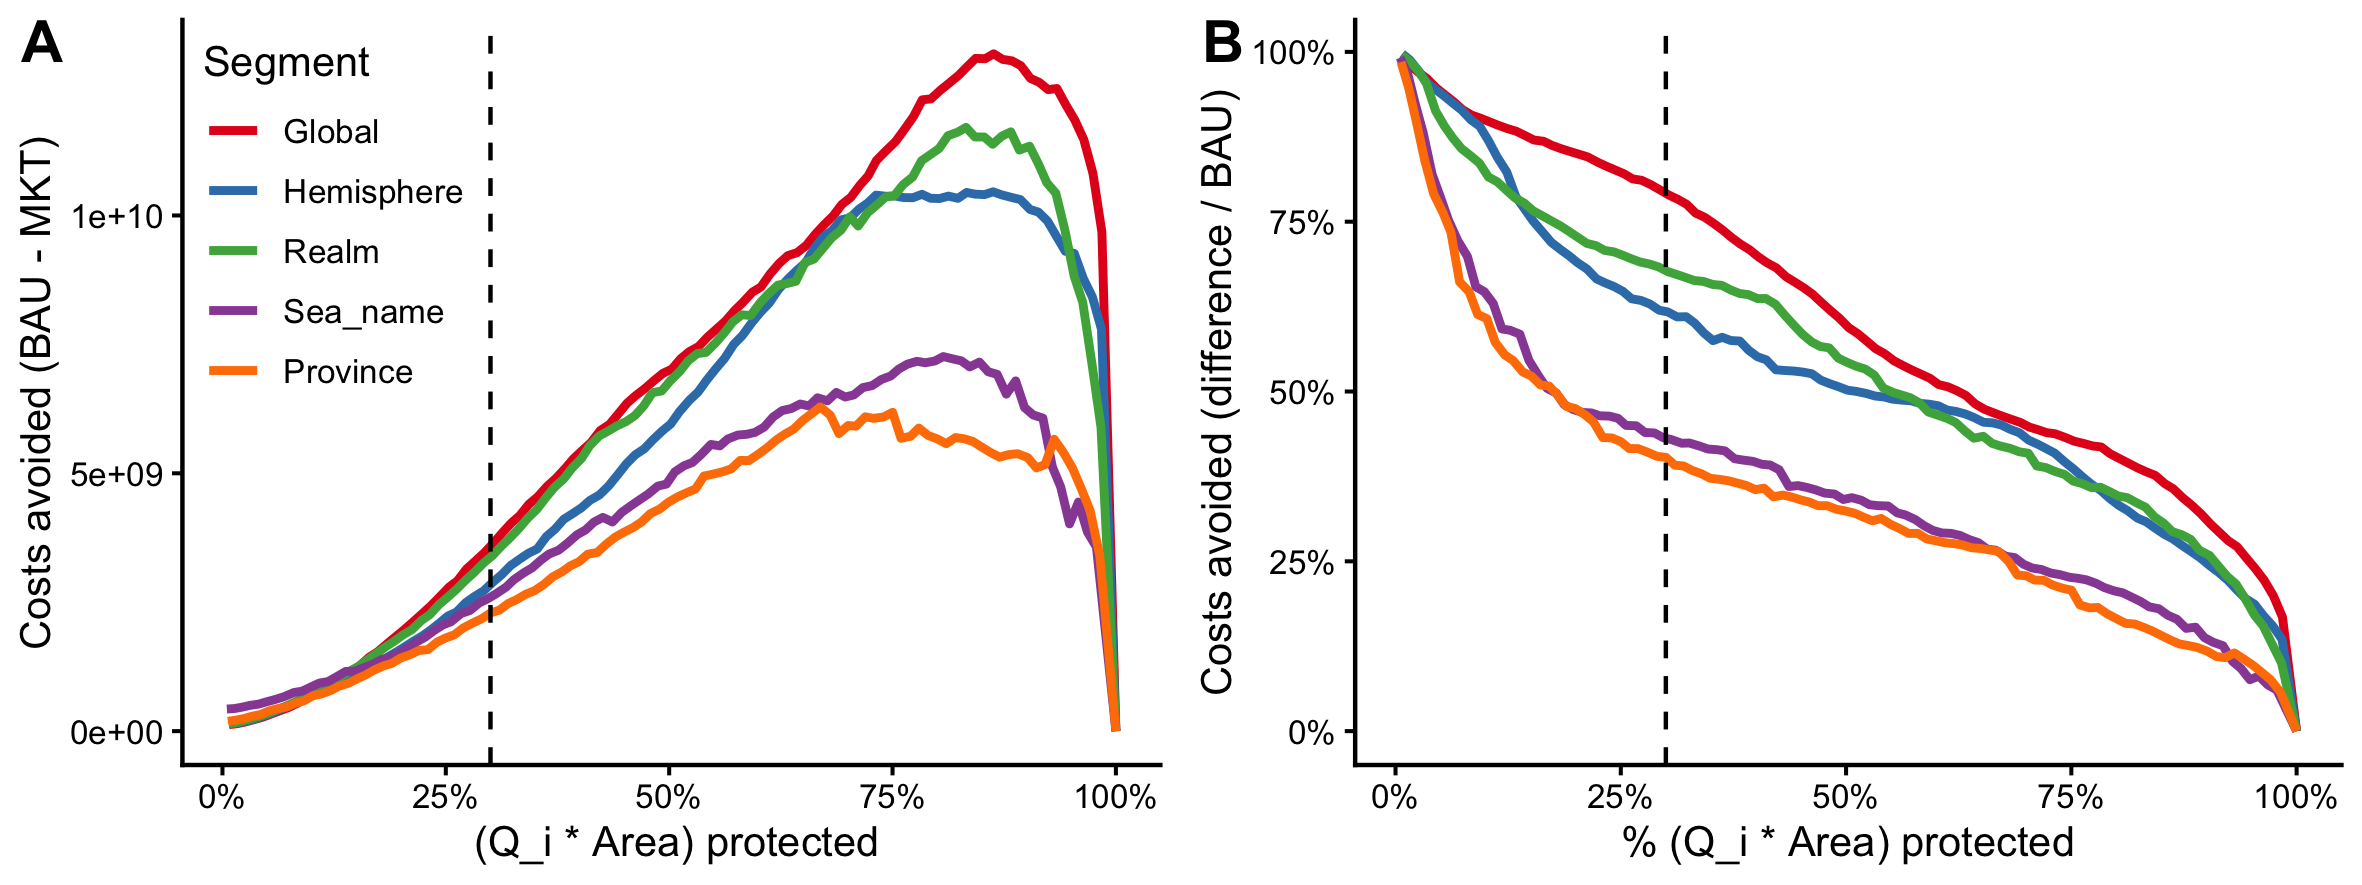 A
Costs avoided (BAU - MKT)
1e+10
5e+09
0e+00
Segment
Global
Hemisphere
Realm
Sea_name
Province
0% 25% 50% 75% 100%
(Q_i * Area) protected
B
Costs avoided (difference / BAU)
100%
75%
50%
25%
0%
0% 25% 50% 75% 100%
% (Q_i * Area) protected